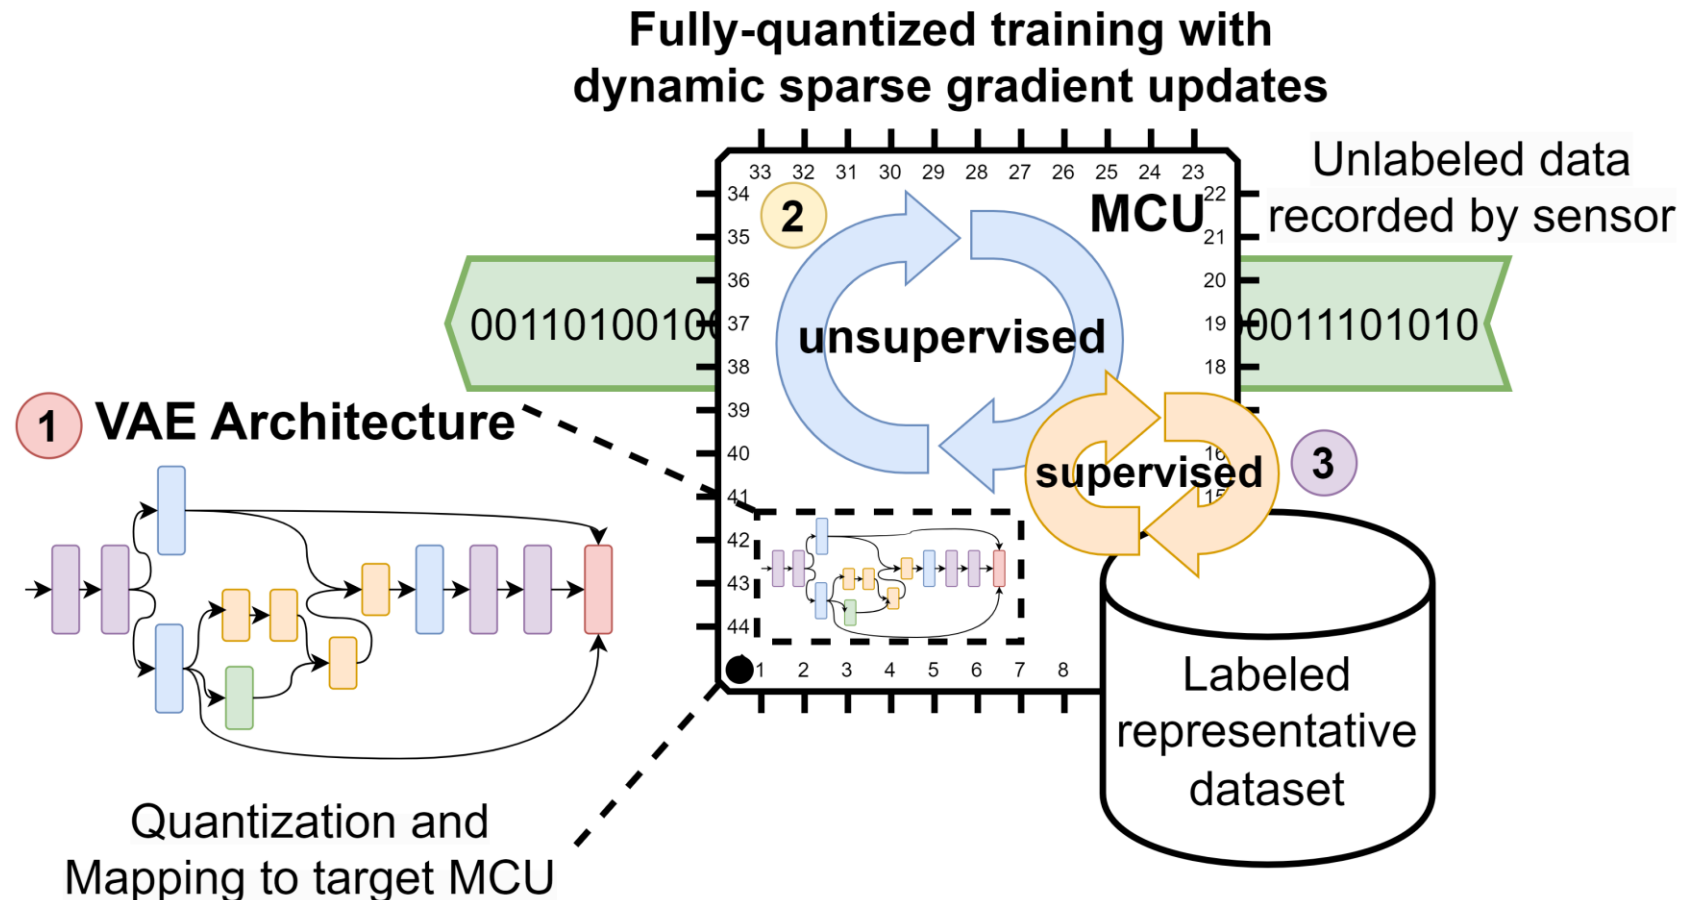 Fully-quantized training with
dynamic sparse gradient updates
Unlabeled data
recorded by sensor
33 32 31 30 29 28 27 26 25 24 23
34
35
36
37
38
39
40
41
42
43
44
22
21
20
19
18
16
15
1 2 3 4 5 6 7 8
2
MCU
unsupervised
00110100100
0011101010
supervised
3
1
VAE Architecture
Labeled
representative
dataset
Quantization and
Mapping to target MCU